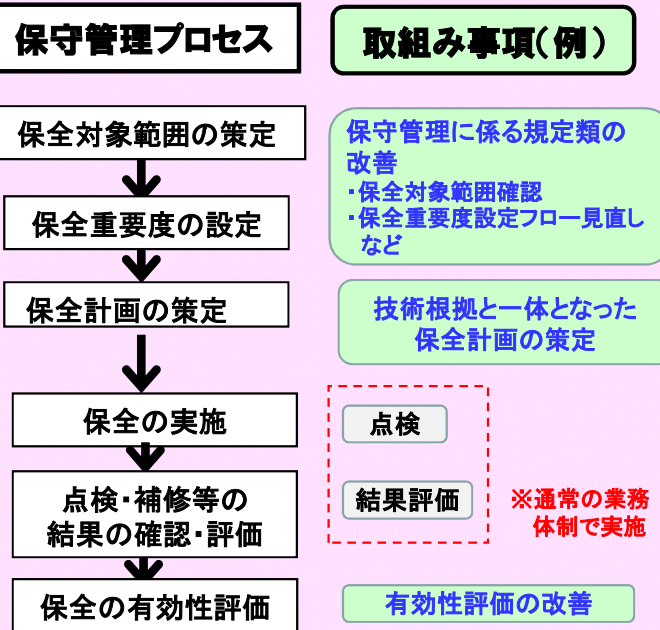 保守管理プロセス
取組み事項(例)
保全対象範囲の策定
保守管理に係る規定類の
改善
・保全対象範囲確認
・保全重要度設定フロー見直し
など
保全重要度の設定
保全計画の策定
技術根拠と一体となった
保全計画の策定
保全の実施
点検
点検・補修等の
結果の確認・評価
結果評価
※通常の業務
体制で実施
保全の有効性評価
有効性評価の改善